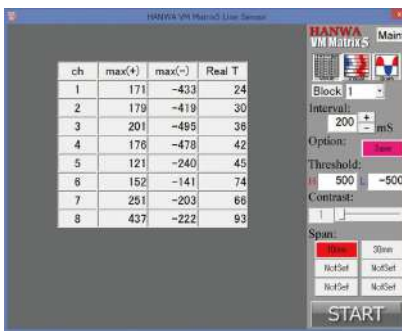 HANWA VM Matrix5 Line Sensor
HANWA
VM Matrix5
Main
ch max(+) max(-) Real T
1 171 -433 24
2 179 -419 30
3 201 -495 36
4 176 -478 42
5 121 -240 45
6 152 -141 74
7 251 -203 66
8 437 -222 93
Block 1
Interval:
200 + - mS
Option:
Save
Threshold:
H 500 L -500
Contrast:
1
Span:
10mm 30mm
NotSet NotSet
NotSet NotSet
START